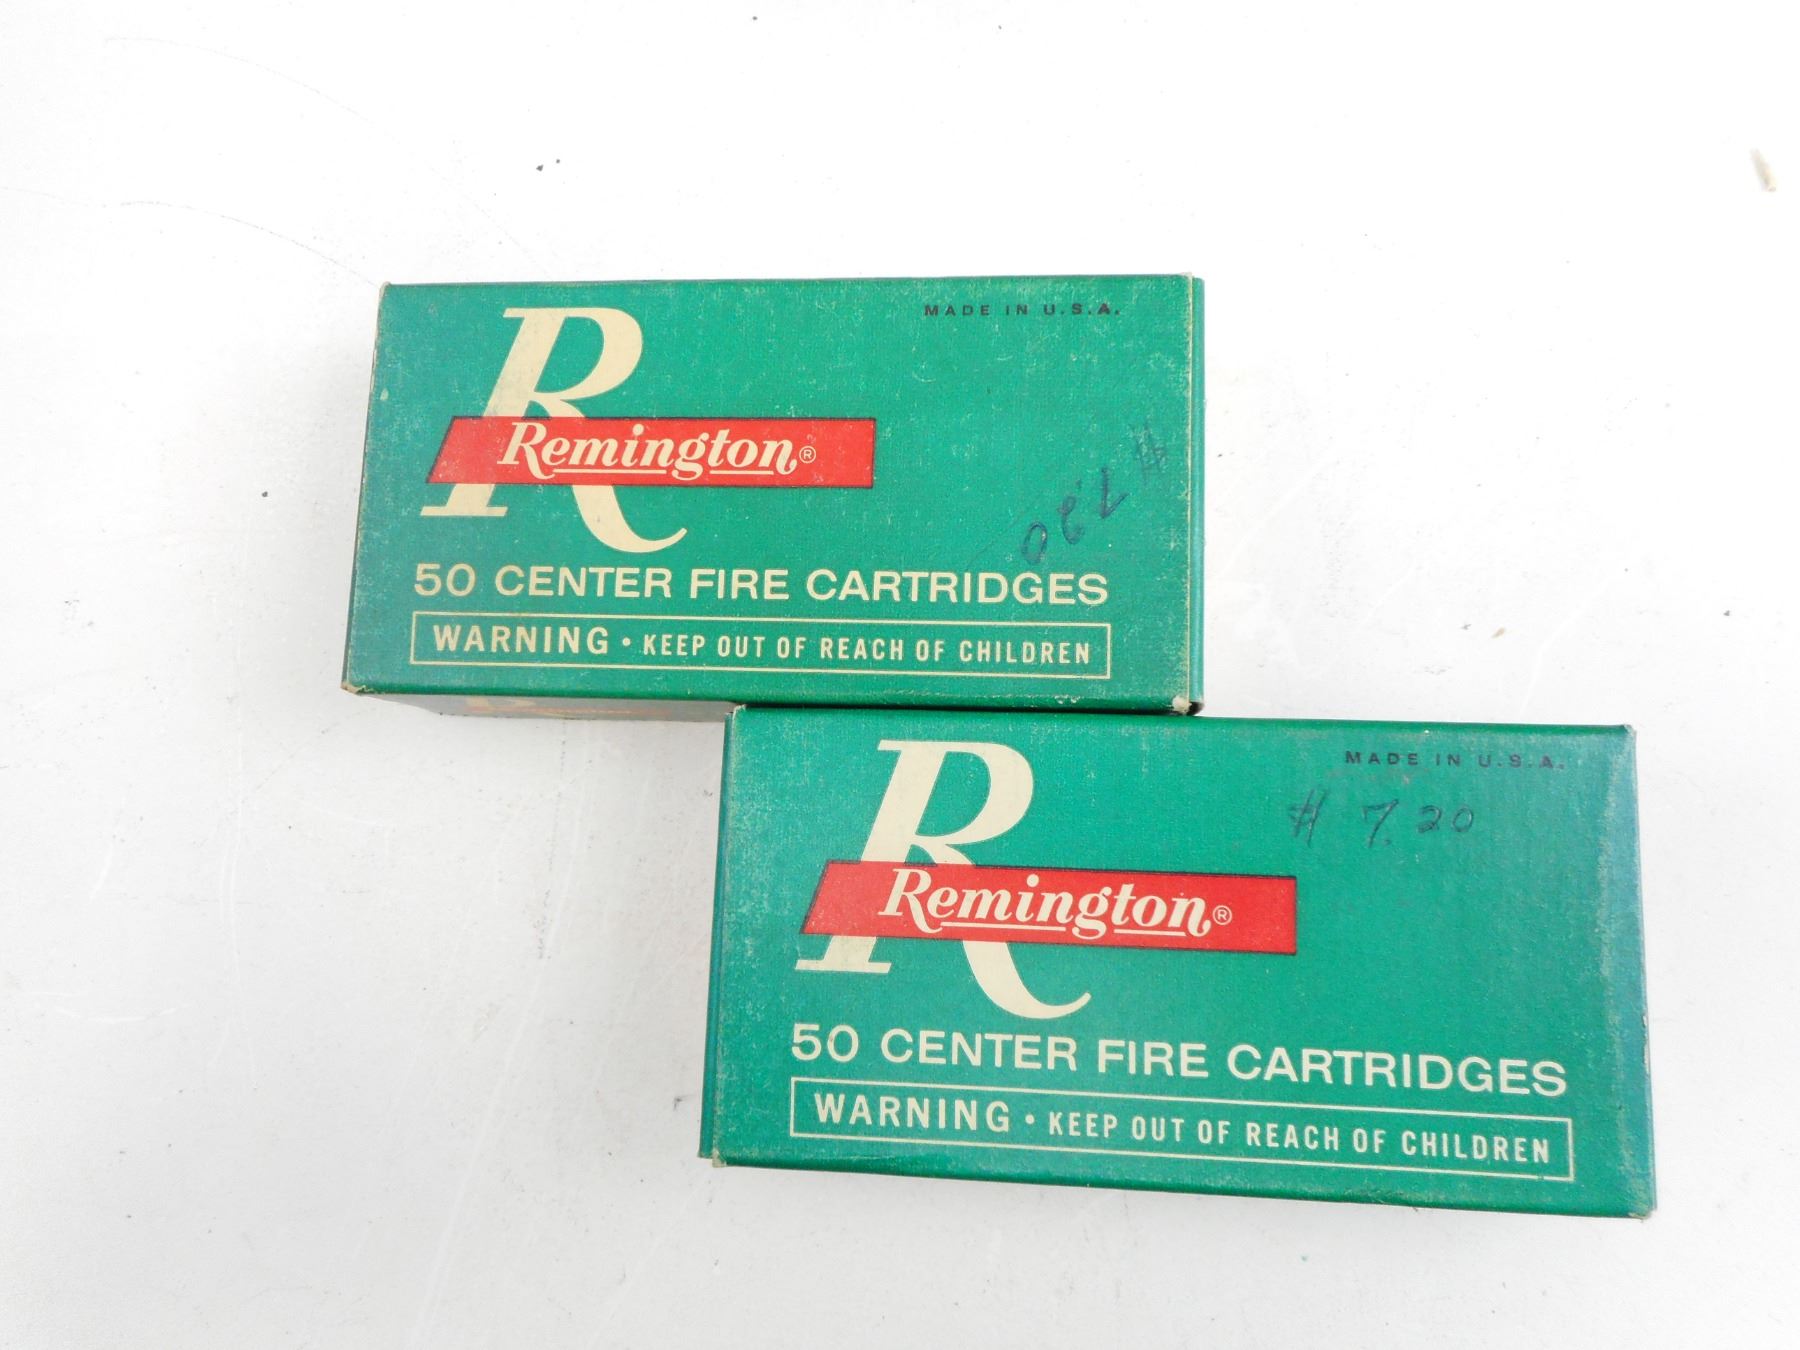 MADE IN U.S.A.
R
Remington®
# 7.20
50 CENTER FIRE CARTRIDGES
WARNING • KEEP OUT OF REACH OF CHILDREN
MADE IN U.S.A.
# 7.20
R
Remington®
50 CENTER FIRE CARTRIDGES
WARNING • KEEP OUT OF REACH OF CHILDREN